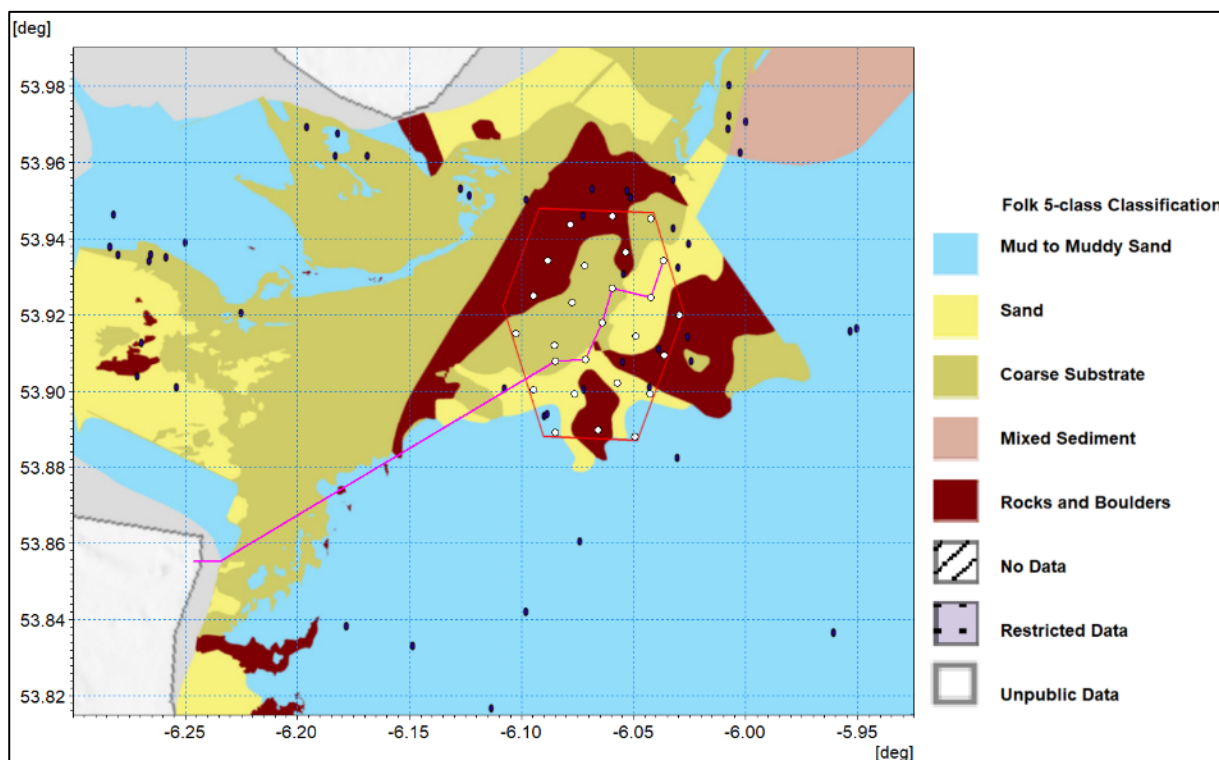 [deg]
53.98
53.96
53.94
53.92
53.90
53.88
53.86
53.84
53.82
-6.25
-6.20
-6.15
-6.10
-6.05
-6.00
-5.95
[deg]
Folk 5-class Classification
Mud to Muddy Sand
Sand
Coarse Substrate
Mixed Sediment
Rocks and Boulders
No Data
Restricted Data
Unpublic Data